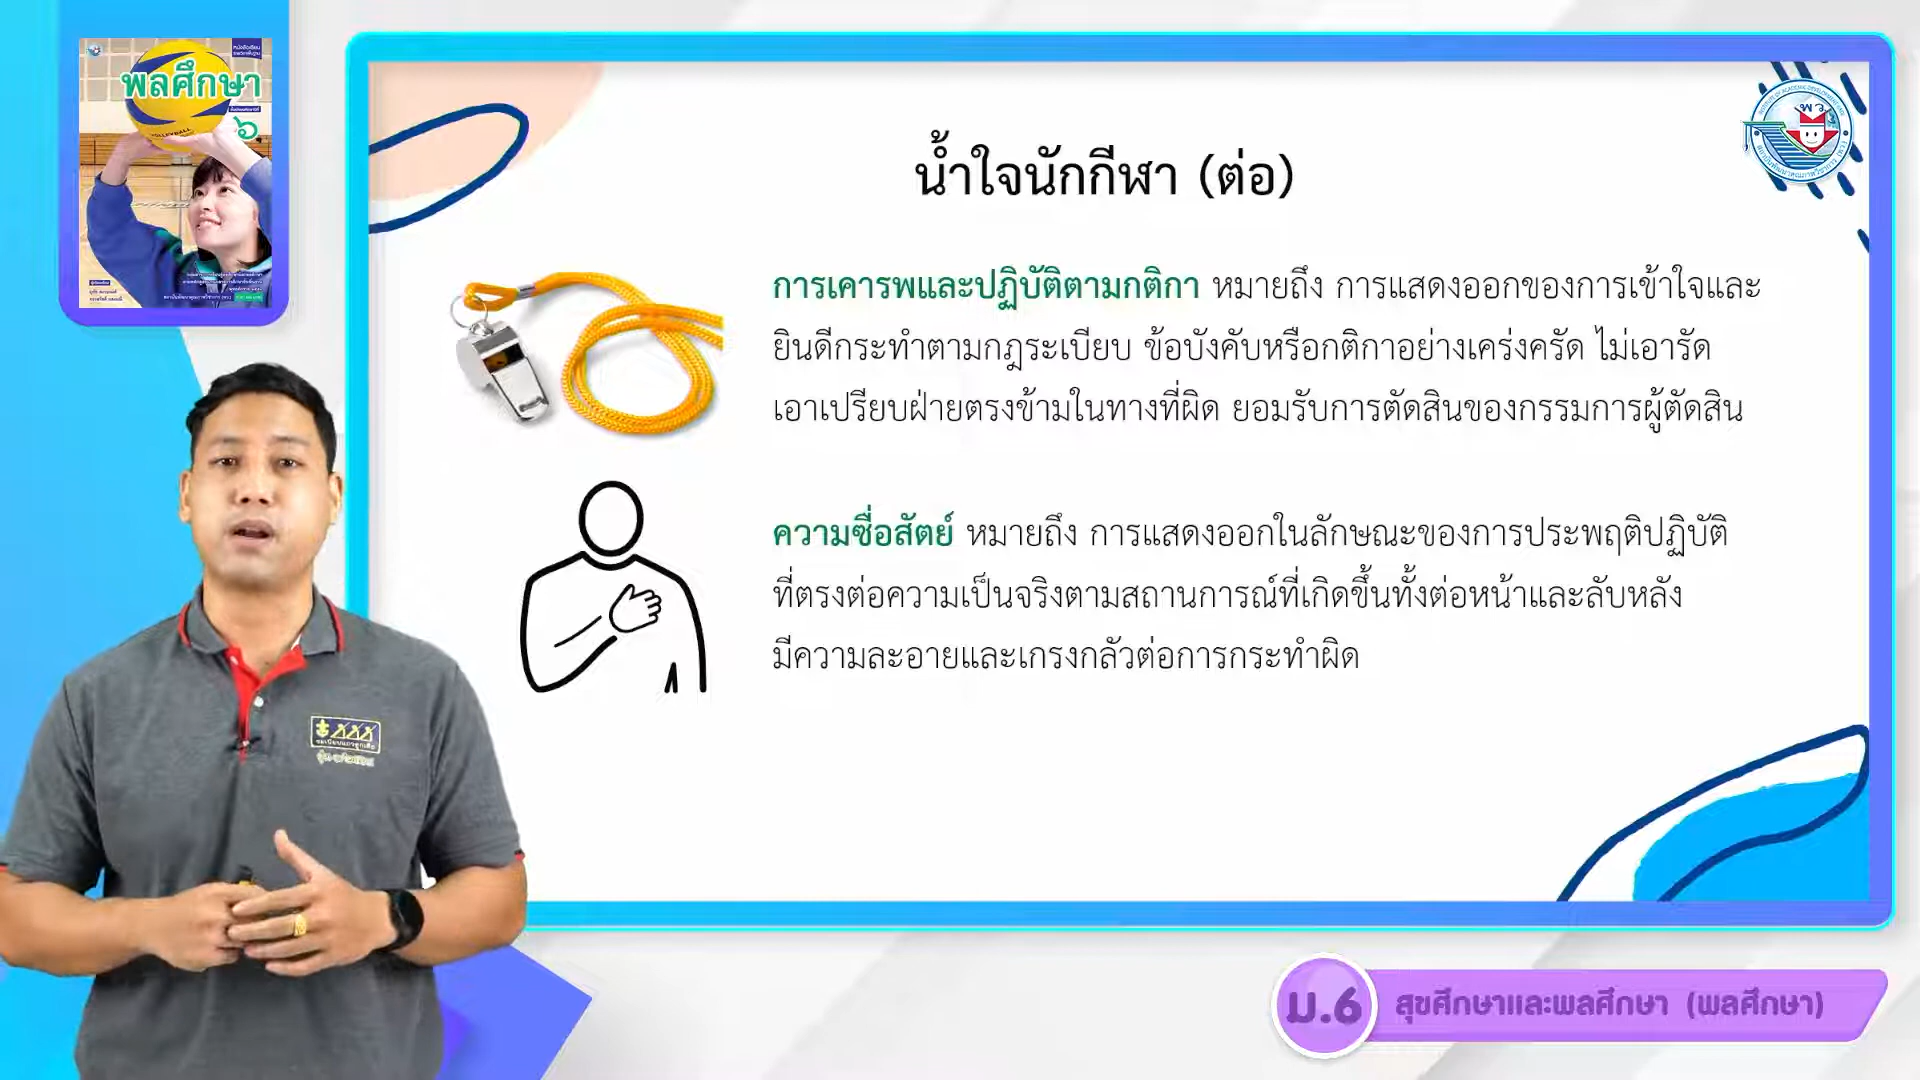 พลศึกษา
VOLLEYBALL
๖
พว.
น้ำใจนักกีฬา (ต่อ)
การเคารพและปฏิบัติตามกติกา หมายถึง การแสดงออกของการเข้าใจและ
ยินดีกระทำตามกฎระเบียบ ข้อบังคับหรือกติกาอย่างเคร่งครัด ไม่เอารัด
เอาเปรียบฝ่ายตรงข้ามในทางที่ผิด ยอมรับการตัดสินของกรรมการผู้ตัดสิน
ความซื่อสัตย์ หมายถึง การแสดงออกในลักษณะของการประพฤติปฏิบัติ
ที่ตรงต่อความเป็นจริงตามสถานการณ์ที่เกิดขึ้นทั้งต่อหน้าและลับหลัง
มีความละอายและเกรงกลัวต่อการกระทำผิด
ม.6
สุขศึกษาและพลศึกษา (พลศึกษา)